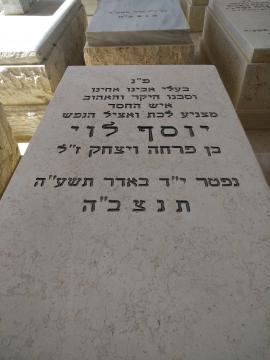 פ"נ
בעלי אבינו אחינו
וסבנו היקר והאהוב
איש החסד
מצניע לכת ואציל הנפש
יוסף לוי
בן פרחה ויצחק ז"ל
נפטר י"ד באדר תשע"ה
תנצב"ה